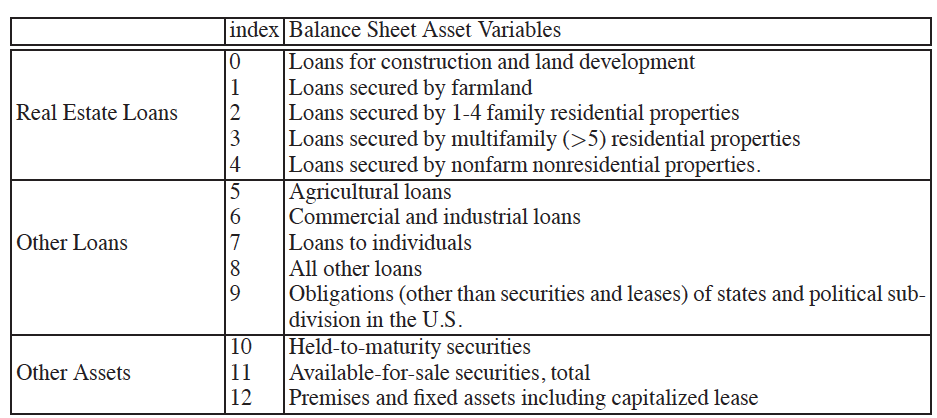 index Balance Sheet Asset Variables
0 Loans for construction and land development
1 Loans secured by farmland
Real Estate Loans 2 Loans secured by 1-4 family residential properties
3 Loans secured by multifamily (>5) residential properties
4 Loans secured by nonfarm nonresidential properties.
5 Agricultural loans
6 Commercial and industrial loans
Other Loans 7 Loans to individuals
8 All other loans
9 Obligations (other than securities and leases) of states and political sub-
division in the U.S.
10 Held-to-maturity securities
Other Assets 11 Available-for-sale securities, total
12 Premises and fixed assets including capitalized lease